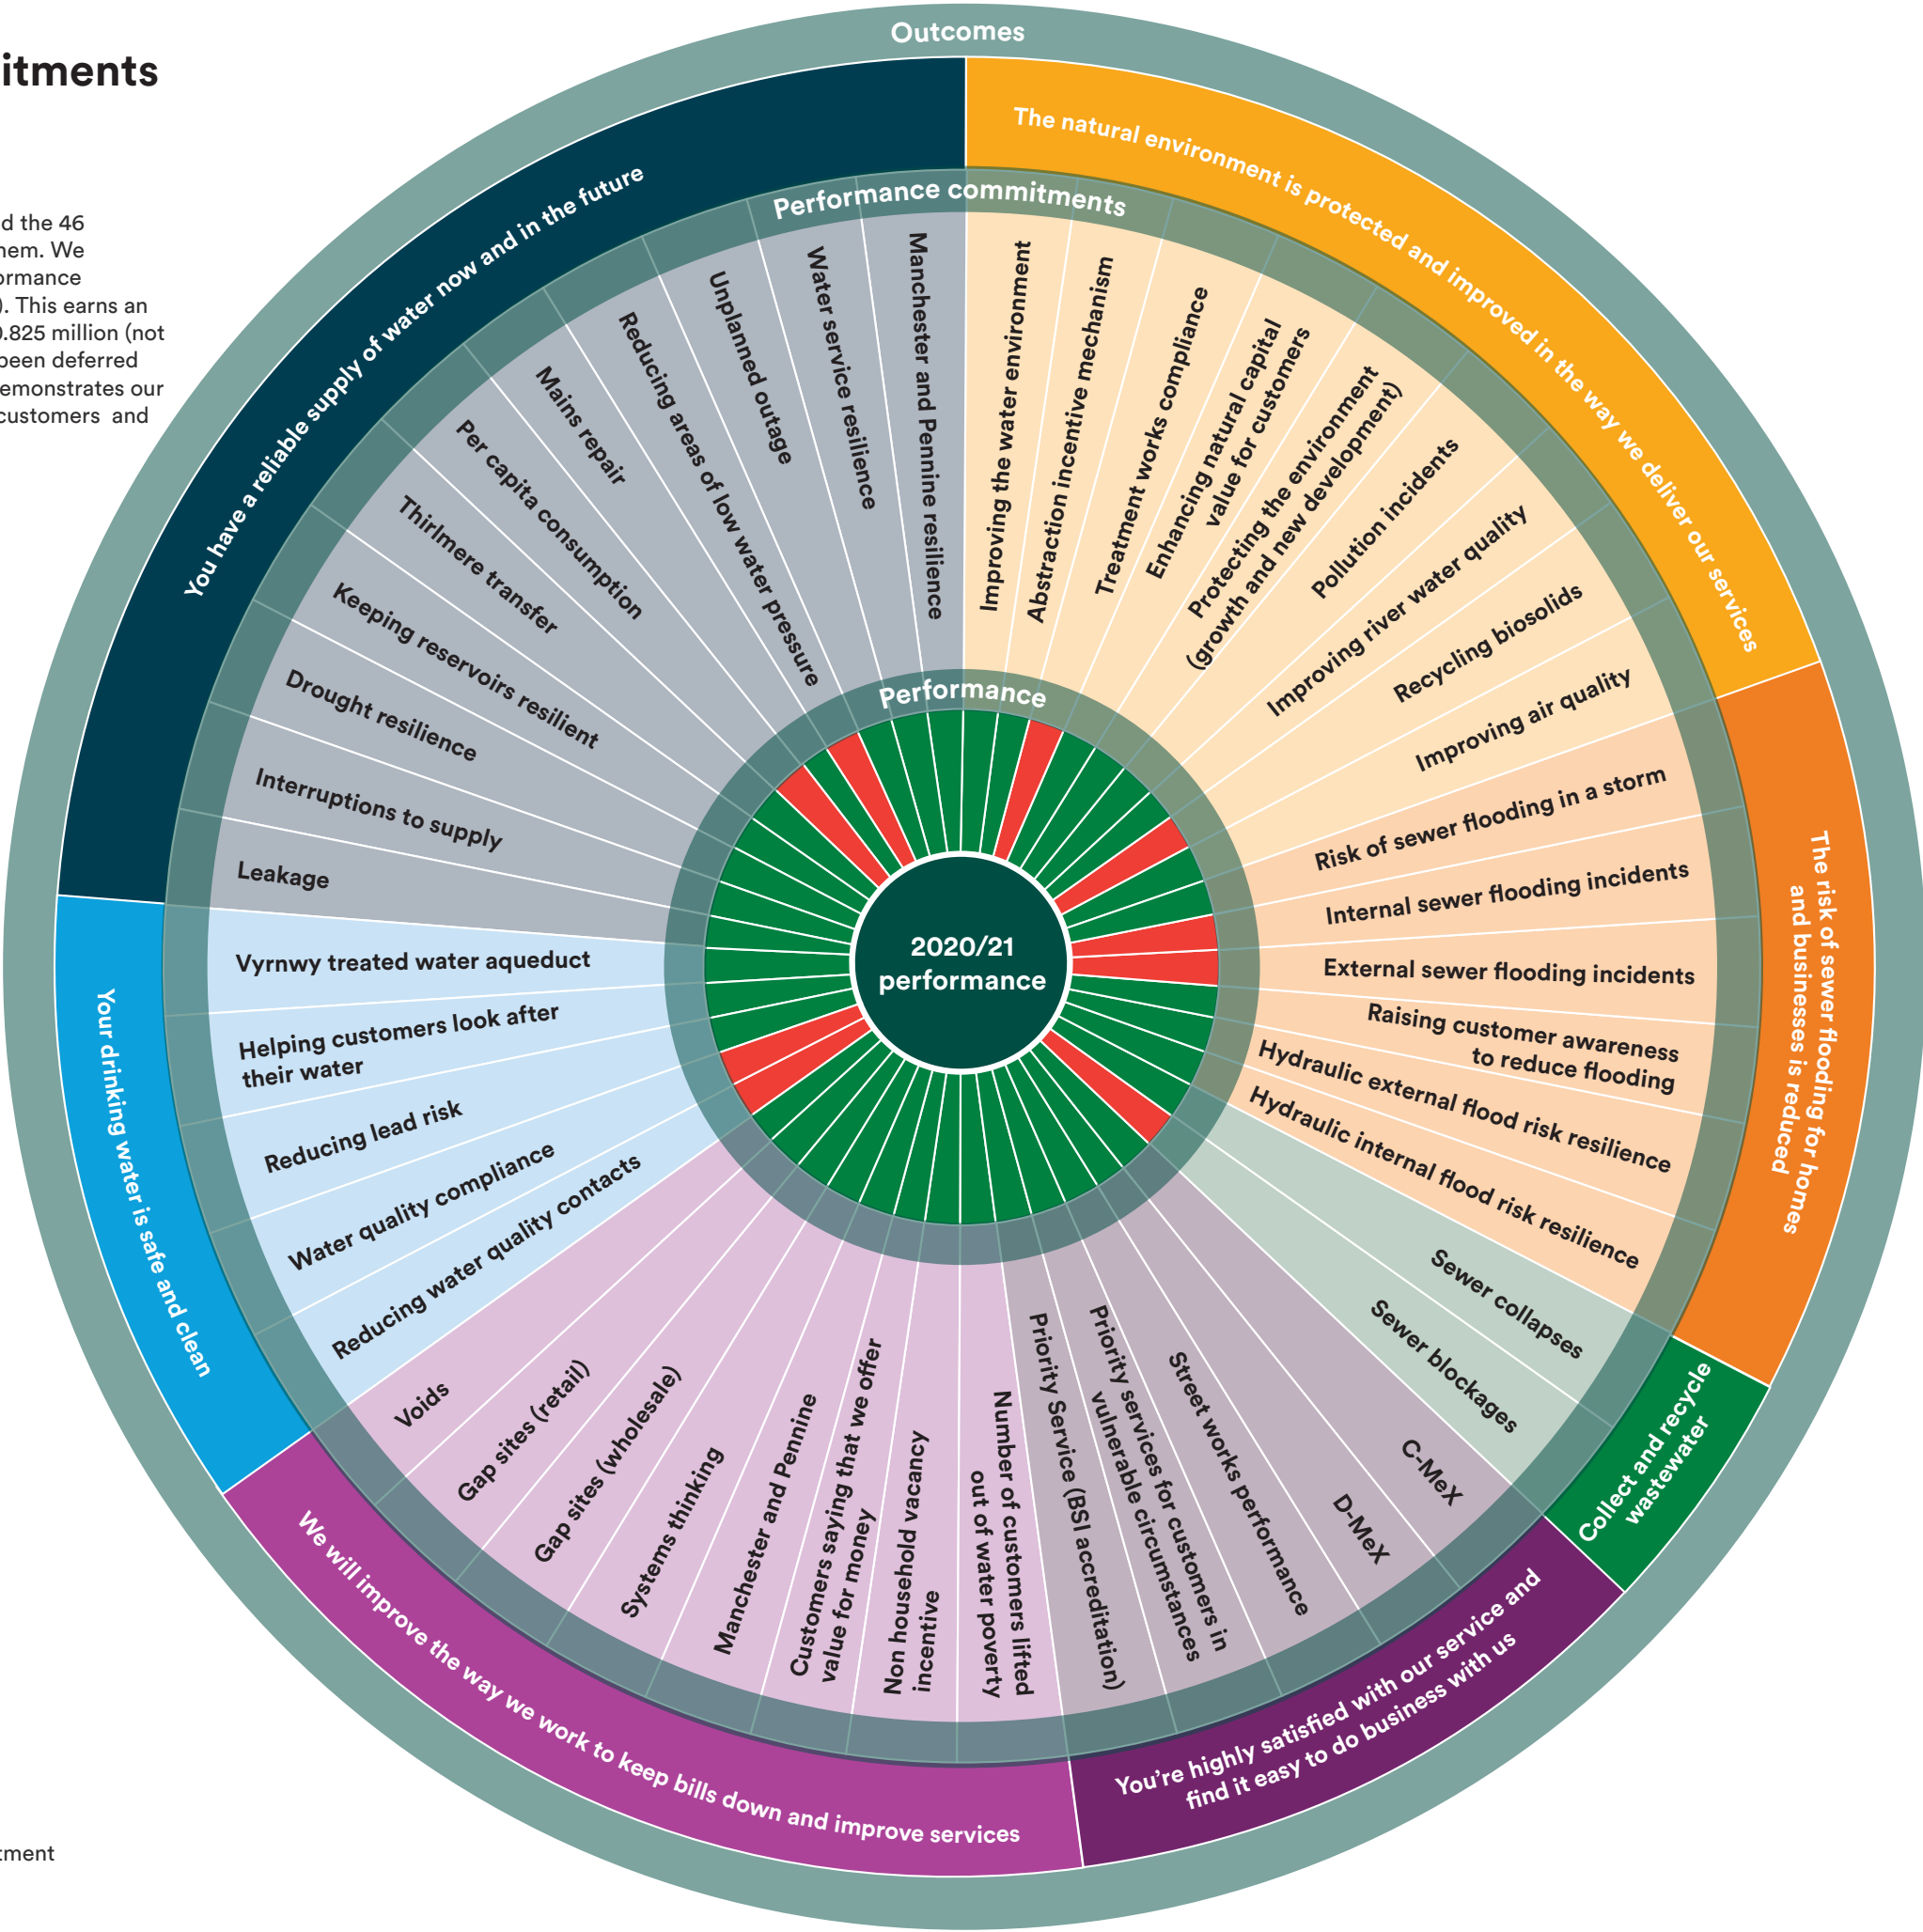 itments
d the 46
hem. We
ormance
). This earns an
0.825 million (not
been deferred
emonstrates our
customers and
tment
Outcomes
Performance commitments
Performance
2020/21
performance
The natural environment is protected and improved in the way we deliver our services
Improving the water environment
Abstraction incentive mechanism
Treatment works compliance
Enhancing natural capital
value for customers
Protecting the environment
(growth and new development)
Pollution incidents
Improving river water quality
Recycling biosolids
Improving air quality
The risk of sewer flooding for homes
and businesses is reduced
Risk of sewer flooding in a storm
Internal sewer flooding incidents
External sewer flooding incidents
Raising customer awareness
to reduce flooding
Hydraulic external flood risk resilience
Hydraulic internal flood risk resilience
Collect and recycle
wastewater
Sewer collapses
Sewer blockages
You’re highly satisfied with our service and
find it easy to do business with us
C-MeX
D-MeX
Street works performance
Priority services for customers in
vulnerable circumstances
Priority Service (BSI accreditation)
We will improve the way we work to keep bills down and improve services
Number of customers lifted
out of water poverty
Non household vacancy
incentive
Customers saying that we offer
value for money
Manchester and Pennine
Systems thinking
Gap sites (wholesale)
Gap sites (retail)
Voids
Your drinking water is safe and clean
Reducing water quality contacts
Water quality compliance
Reducing lead risk
Helping customers look after
their water
Vyrnwy treated water aqueduct
You have a reliable supply of water now and in the future
Leakage
Interruptions to supply
Drought resilience
Keeping reservoirs resilient
Thirlmere transfer
Per capita consumption
Mains repair
Reducing areas of low water pressure
Unplanned outage
Water service resilience
Manchester and Pennine resilience